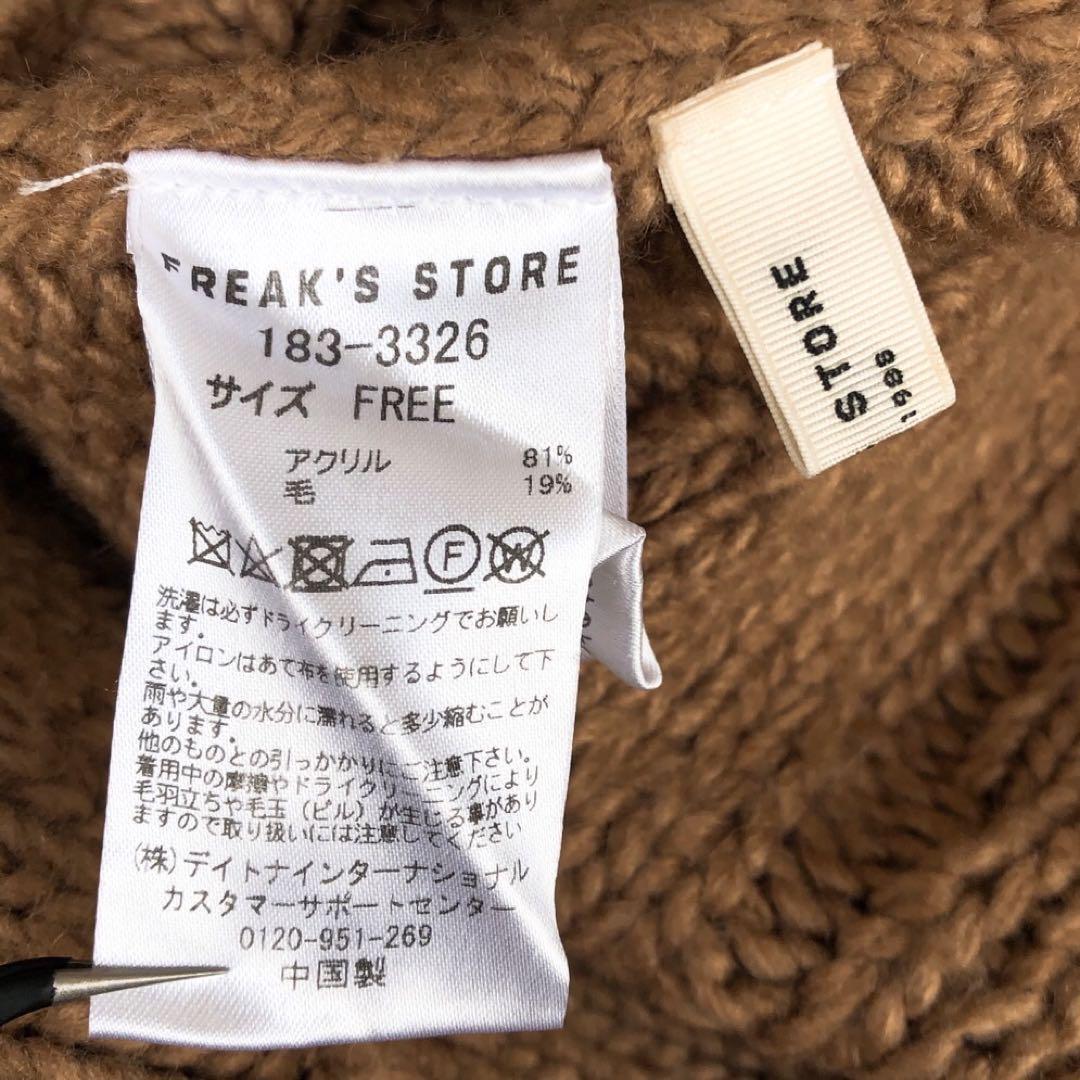 FREAK'S STORE
183-3326
サイズ FREE
アクリル 81%
毛 19%
F
W
洗濯は必ずドライクリーニングでお願いし
ます。
アイロンはあて布を使用するようにして下
さい。
雨や大量の水分に濡れると多少縮むことが
あります。
他のものとの引っかかりにご注意下さい。
着用中の摩擦やドライクリーニングにより
毛羽立ちや毛玉(ピル)が生じる事があり
ますので取り扱いには注意してください
(株)デイトナインターナショナル
カスタマーサポートセンター
0120-951-269
中国製
STORE
1986